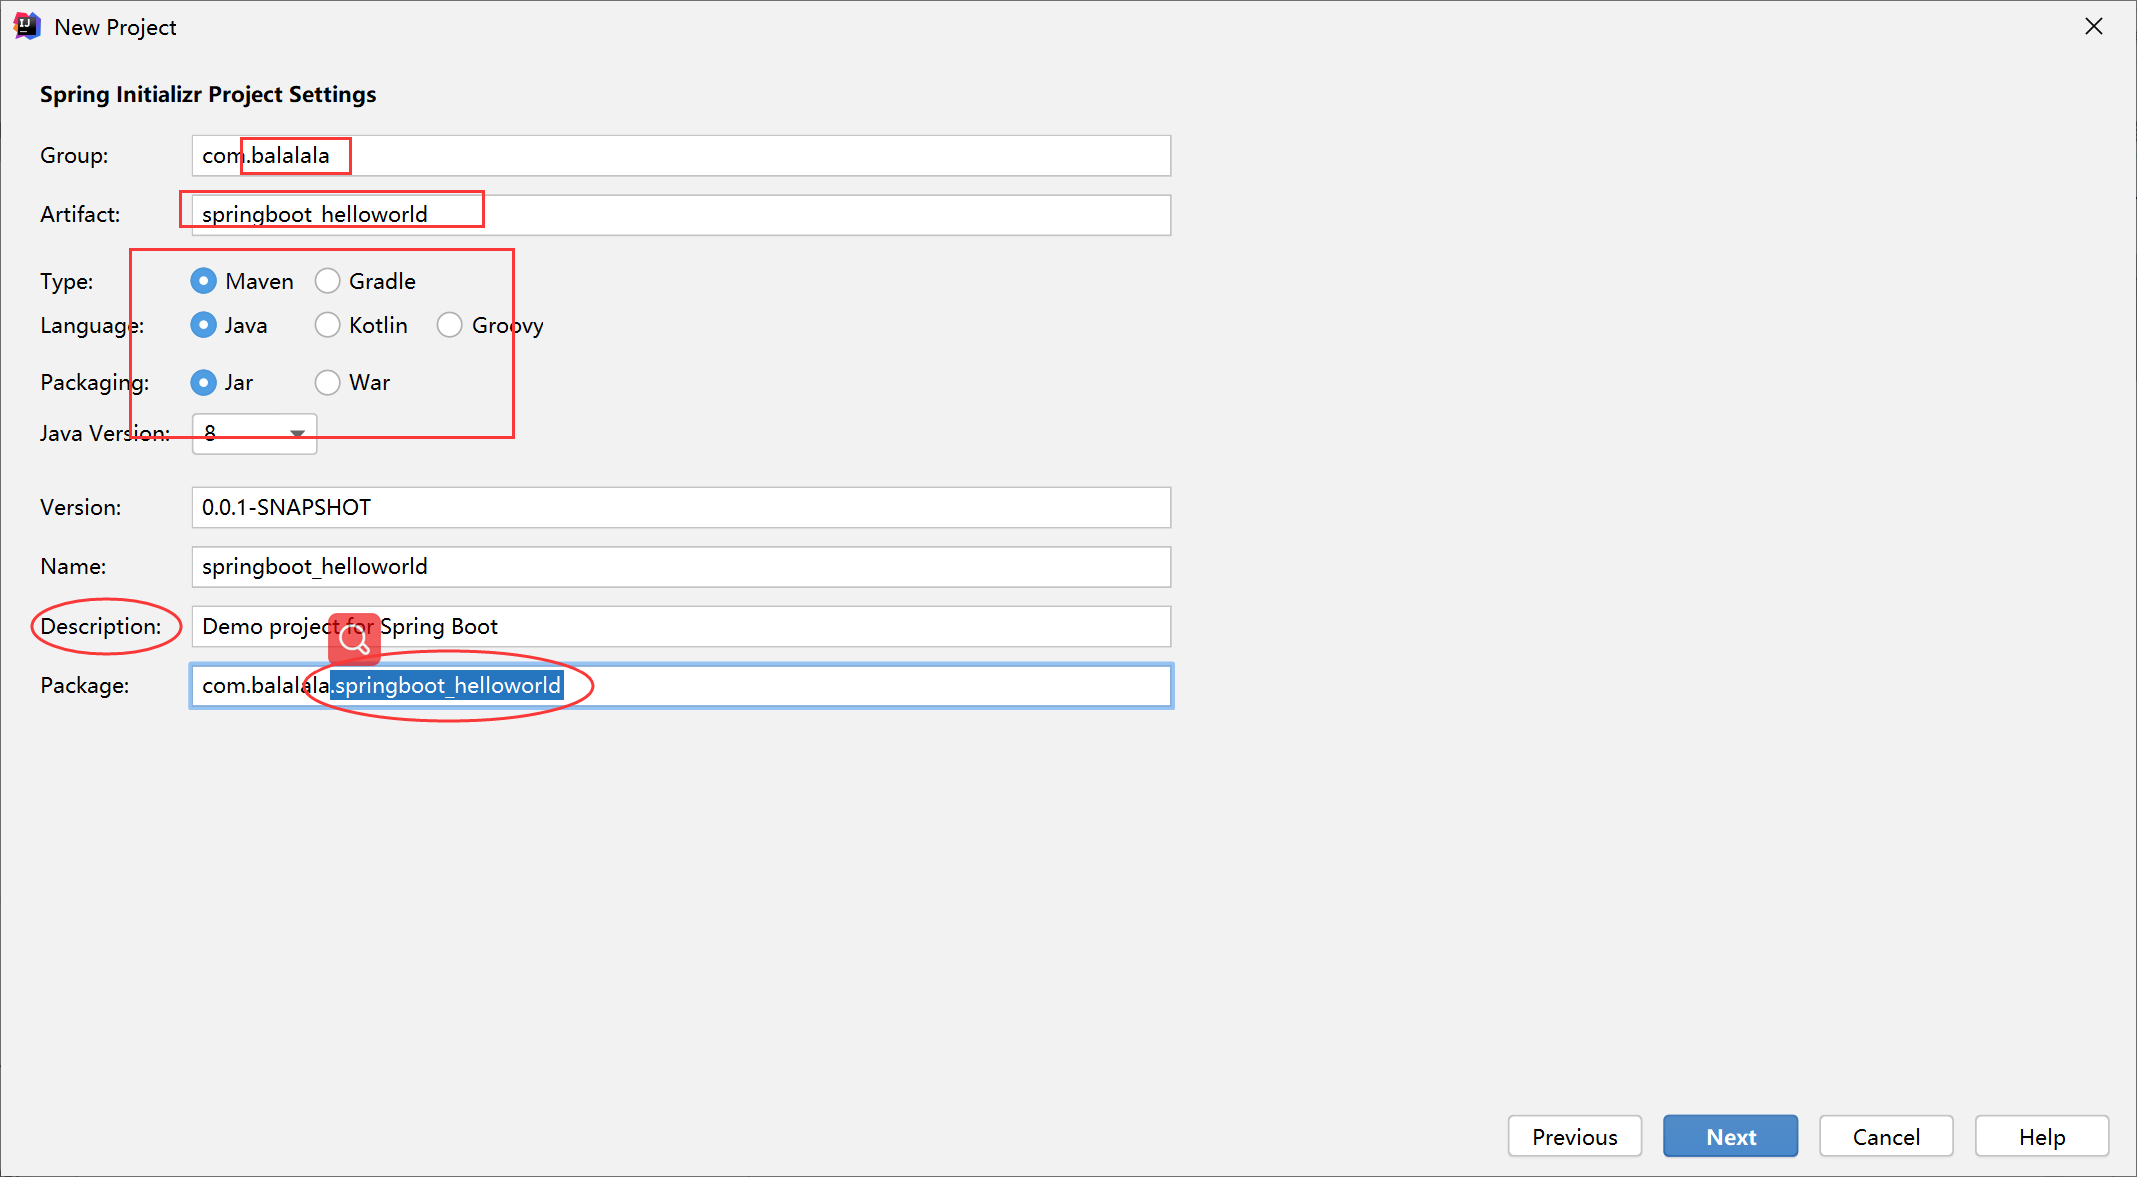 New Project
Spring Initializr Project Settings
Group: com.balalala
Artifact: springboot_helloworld
Type: Maven Gradle
Language: Java Kotlin Groovy
Packaging: Jar War
Java Version: 8
Version: 0.0.1-SNAPSHOT
Name: springboot_helloworld
Description: Demo project for Spring Boot
Package: com.balalala.springboot_helloworld
Previous Next Cancel Help